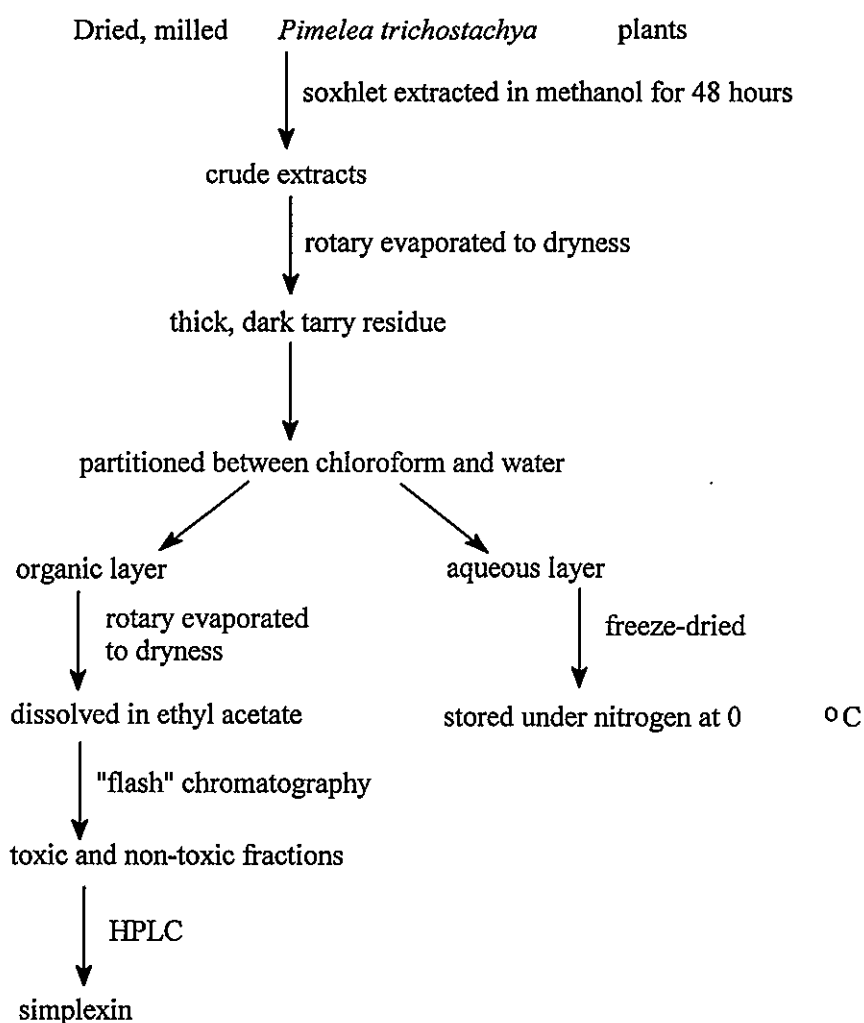 Dried, milled Pimelea trichostachya plants
soxhlet extracted in methanol for 48 hours
crude extracts
rotary evaporated to dryness
thick, dark tarry residue
partitioned between chloroform and water
organic layer
aqueous layer
rotary evaporated
to dryness
freeze-dried
dissolved in ethyl acetate
stored under nitrogen at 0 °C
"flash" chromatography
toxic and non-toxic fractions
HPLC
simplexin